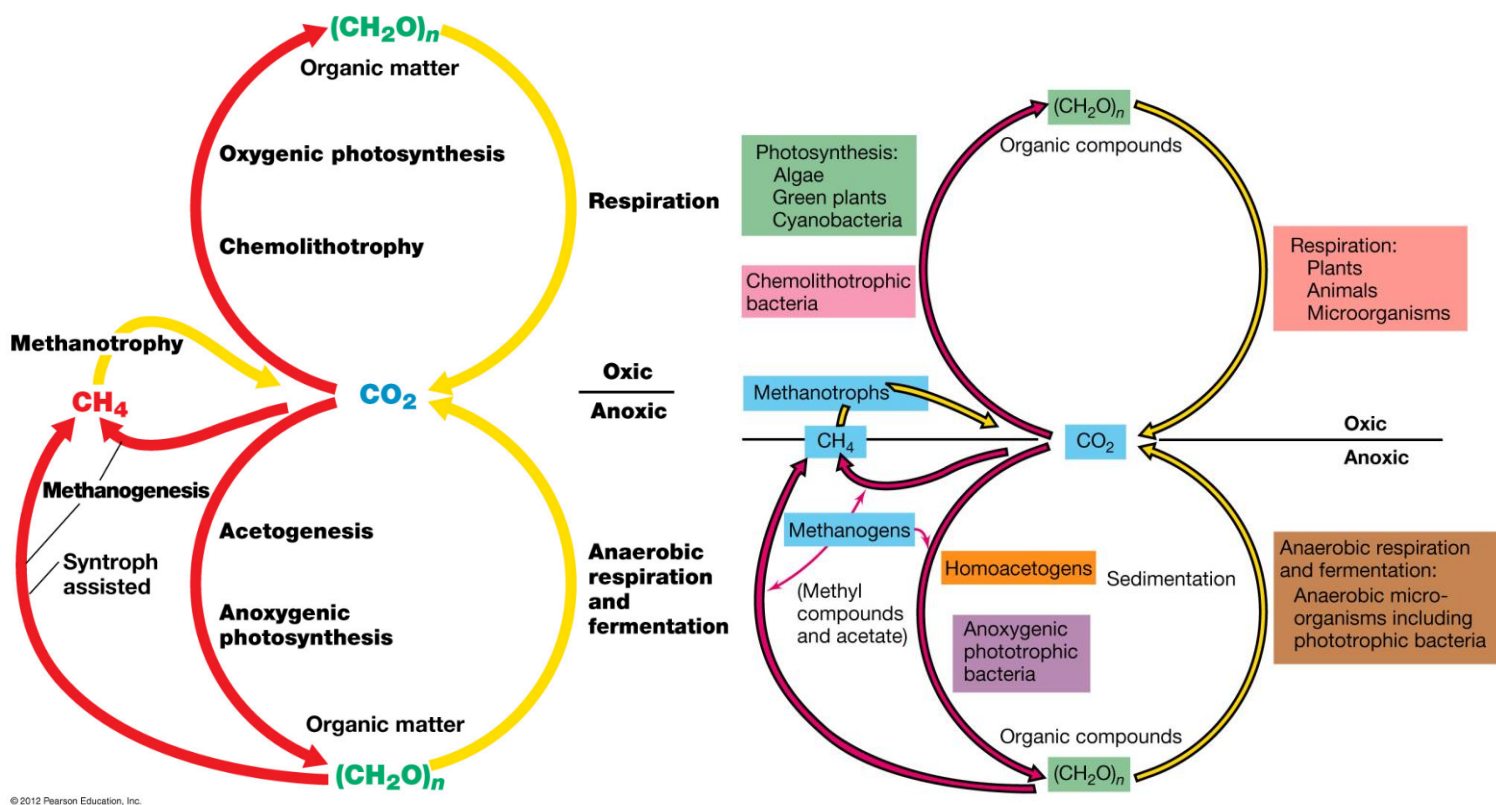 (CH₂O)n
Organic matter
Oxygenic photosynthesis
Chemolithotrophy
Respiration
Methanotrophy
CH₄
CO₂
Oxic
Anoxic
Methanogenesis
Syntroph
assisted
Acetogenesis
Anoxygenic
photosynthesis
Anaerobic
respiration
and
fermentation
Organic matter
(CH₂O)n
© 2012 Pearson Education, Inc.
(CH₂O)n
Organic compounds
Photosynthesis:
Algae
Green plants
Cyanobacteria
Chemolithotrophic
bacteria
Respiration:
Plants
Animals
Microorganisms
Methanotrophs
CH₄
CO₂
Oxic
Anoxic
Methanogens
Homoacetogens
Sedimentation
(Methyl
compounds
and acetate)
Anoxygenic
phototrophic
bacteria
Anaerobic respiration
and fermentation:
Anaerobic micro-
organisms including
phototrophic bacteria
Organic compounds
(CH₂O)n